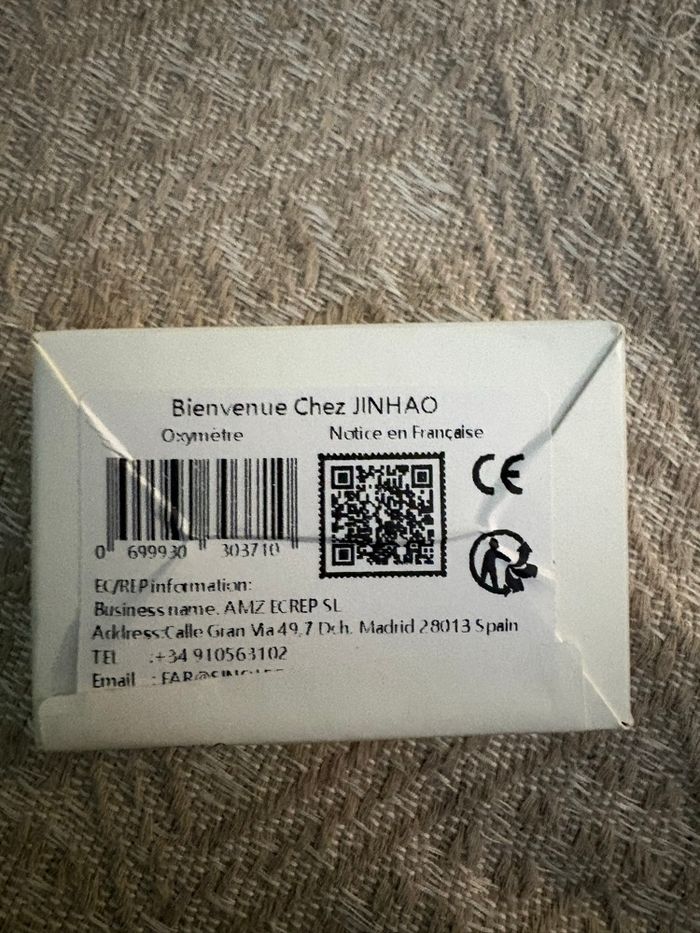 Bienvenue Chez JINHAO
Oxymètre
Notice en Française
CE
0 699930 303710
EC/REP information:
Business name. AMZ ECREP SL
Address:Calle Gran Via 49,7 Dch. Madrid 28013 Spain
TEL :+34 910563102
Email :